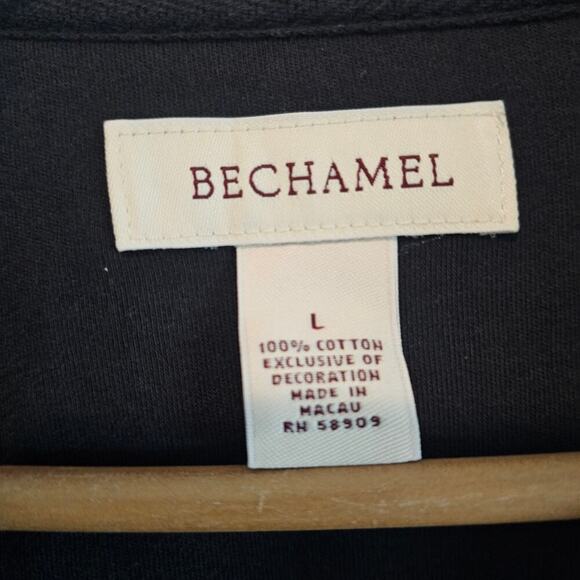 BECHAMEL
L
100% COTTON
EXCLUSIVE OF
DECORATION
MADE IN
MACAU
RN 58909